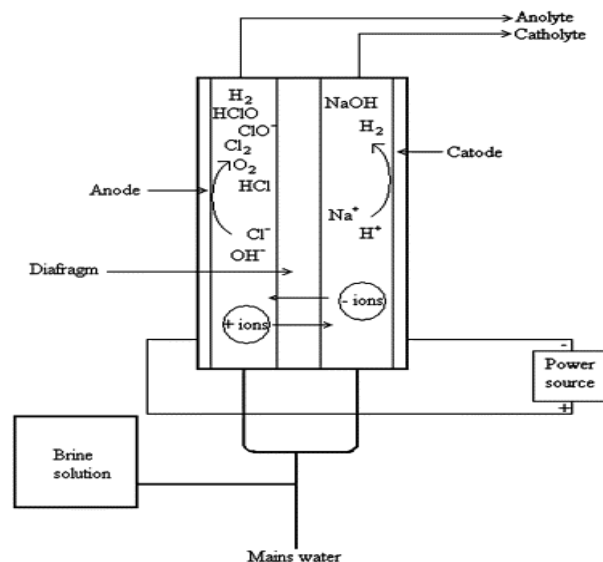 Anolyte
Catholyte
H₂
HClO
ClO⁻
Cl₂
O₂
HCl
Cl⁻
OH⁻
NaOH
H₂
Na⁺
H⁺
Catode
Anode
Diafragm
- ions
+ ions
-
Power
source
+
Brine
solution
Mains water